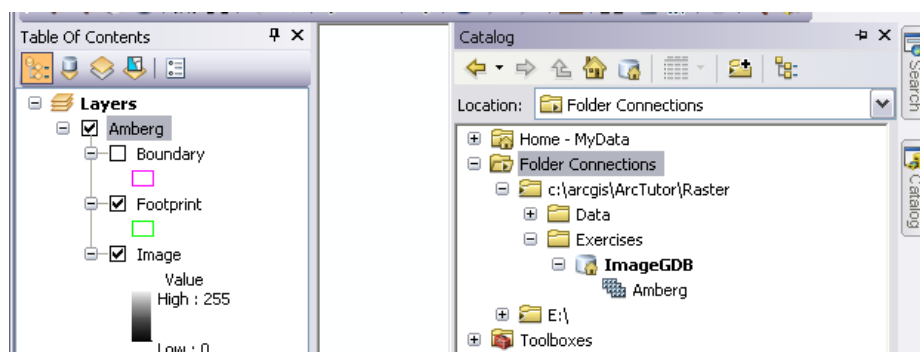 Table Of Contents
Layers
Amberg
Boundary
Footprint
Image
Value
High : 255
Low : 0
Catalog
Location: Folder Connections
Home - MyData
Folder Connections
c:\arcgis\ArcTutor\Raster
Data
Exercises
ImageGDB
Amberg
E:\
Toolboxes
Search
Catalog